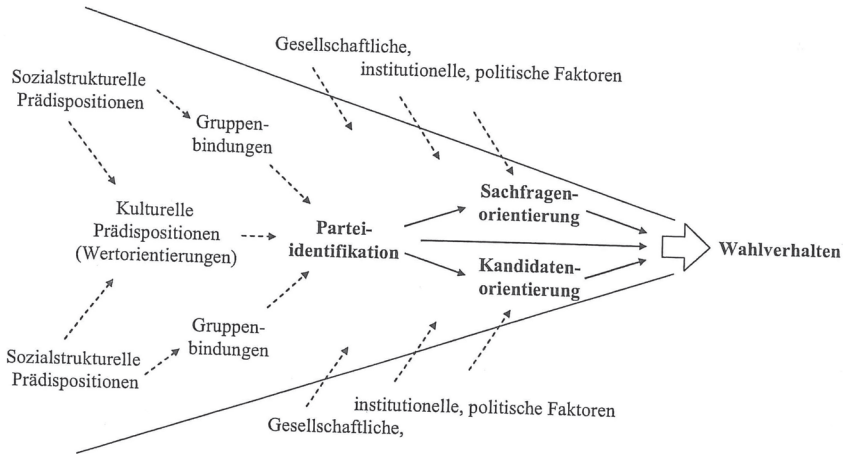 Gesellschaftliche,
institutionelle, politische Faktoren
Sozialstrukturelle
Prädispositionen
Gruppen-
bindungen
Kulturelle
Prädispositionen
(Wertorientierungen)
Partei-
identifikation
Sachfragen-
orientierung
Kandidaten-
orientierung
Wahlverhalten
Gruppen-
bindungen
Sozialstrukturelle
Prädispositionen
institutionelle, politische Faktoren
Gesellschaftliche,